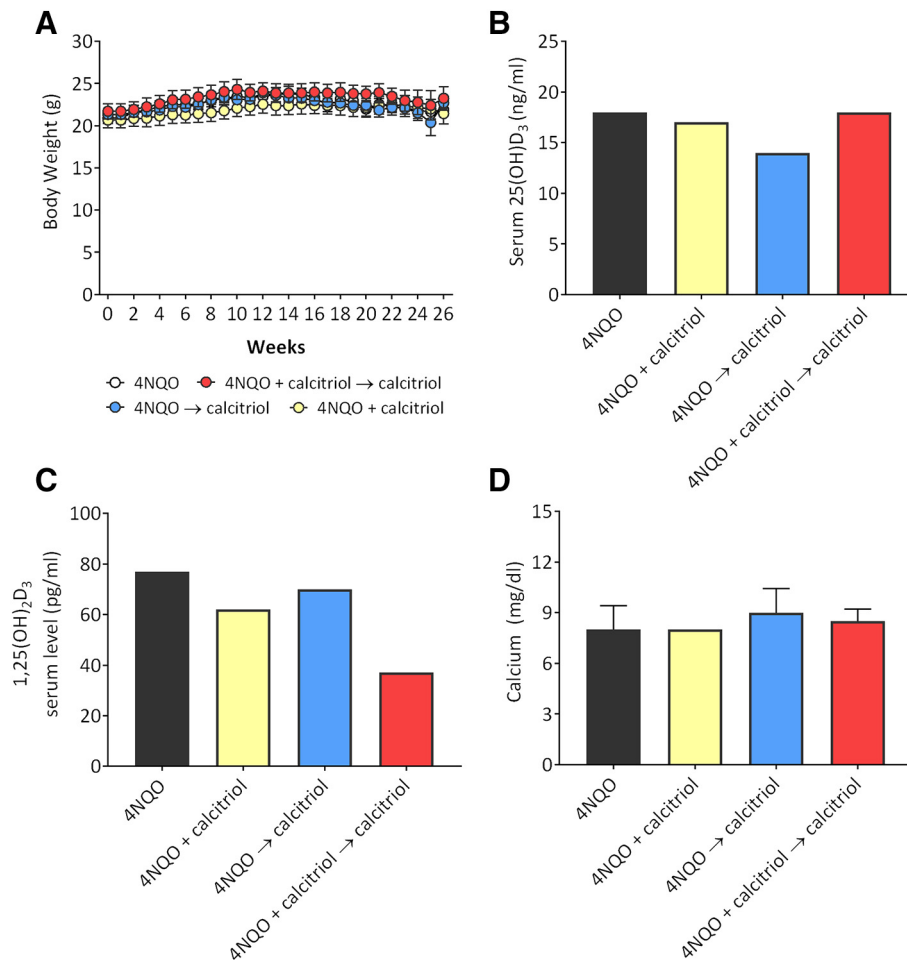 A
Body Weight (g)
30
25
20
15
10
5
0
0 2 4 6 8 10 12 14 16 18 20 22 24 26
Weeks
4NQO 4NQO + calcitriol → calcitriol
4NQO → calcitriol 4NQO + calcitriol
B
Serum 25(OH)D₃ (ng/ml)
25
20
15
10
5
0
4NQO
4NQO + calcitriol
4NQO → calcitriol
4NQO + calcitriol → calcitriol
C
1,25(OH)₂D₃
serum level (pg/ml)
100
80
60
40
20
0
4NQO
4NQO + calcitriol
4NQO → calcitriol
4NQO + calcitriol → calcitriol
D
Calcium (mg/dl)
15
12
9
6
3
0
4NQO
4NQO + calcitriol
4NQO → calcitriol
4NQO + calcitriol → calcitriol